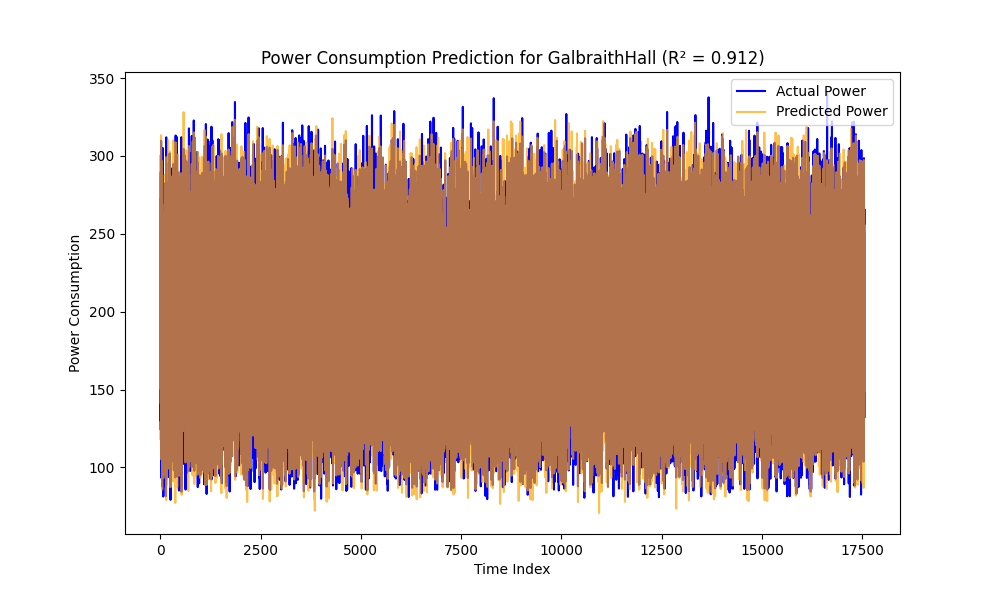 Power Consumption Prediction for GalbraithHall (R² = 0.912)
Actual Power
Predicted Power
Power Consumption
350
300
250
200
150
100
0
2500
5000
7500
10000
12500
15000
17500
Time Index